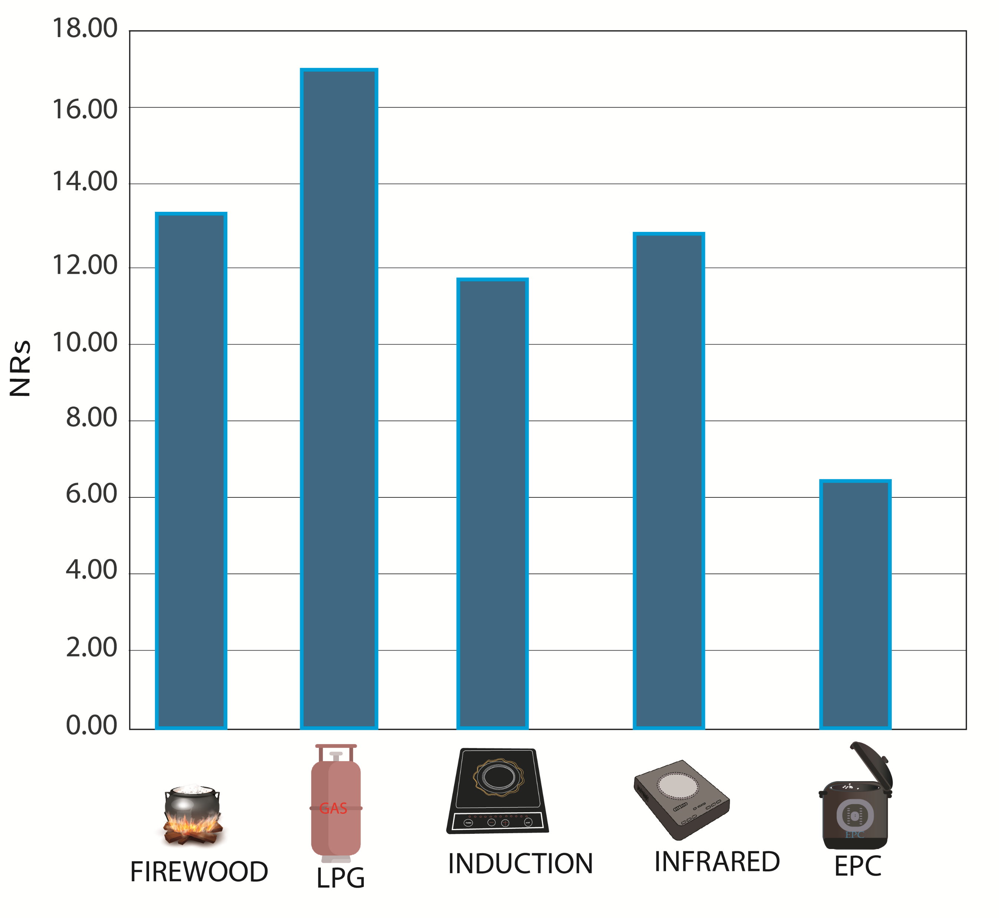 18.00
16.00
14.00
12.00
10.00
8.00
6.00
4.00
2.00
0.00
NRs
GAS
EPC
FIREWOOD
LPG
INDUCTION
INFRARED
EPC